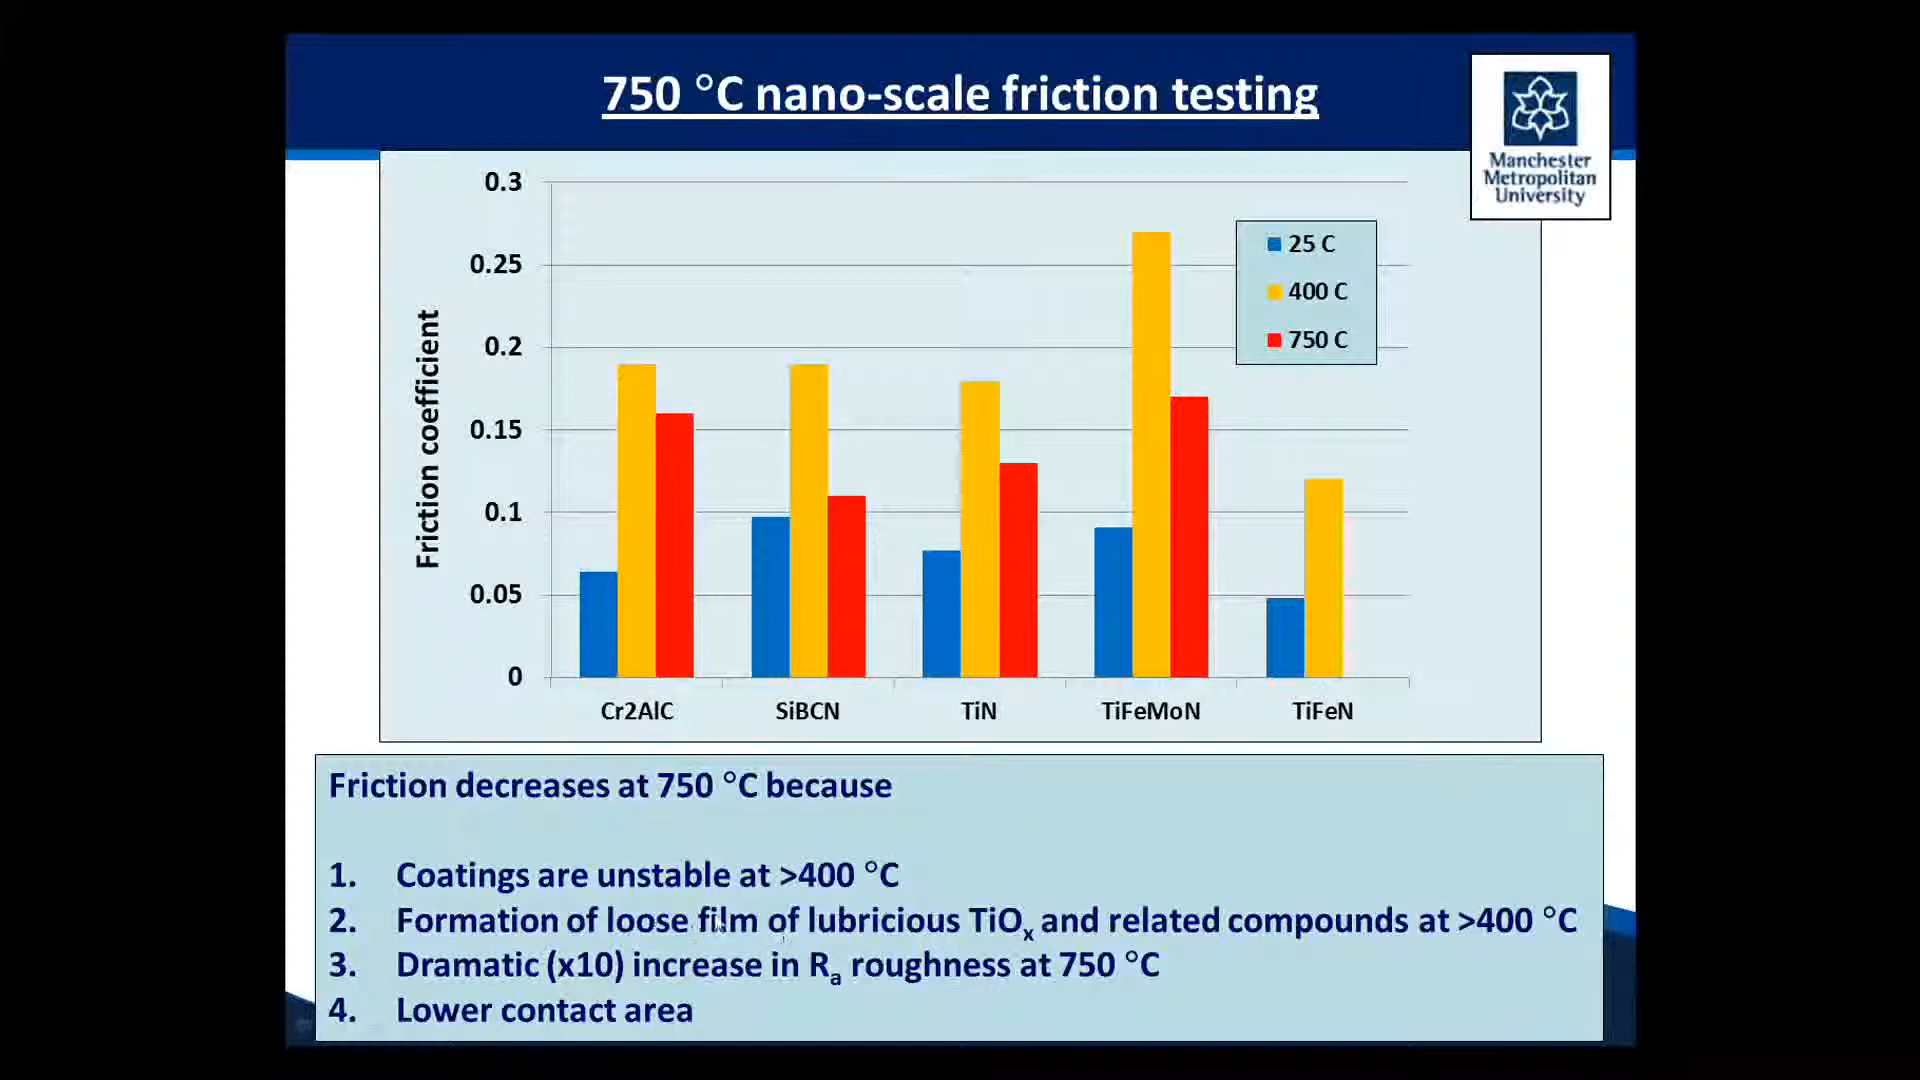 750 °C nano-scale friction testing
Manchester
Metropolitan
University
0.3
0.25
0.2
0.15
0.1
0.05
0
Friction coefficient
25 C
400 C
750 C
Cr2AlC SiBCN TiN TiFeMoN TiFeN
Friction decreases at 750 °C because
1. Coatings are unstable at >400 °C
2. Formation of loose film of lubricious TiOx and related compounds at >400 °C
3. Dramatic (x10) increase in Ra roughness at 750 °C
4. Lower contact area